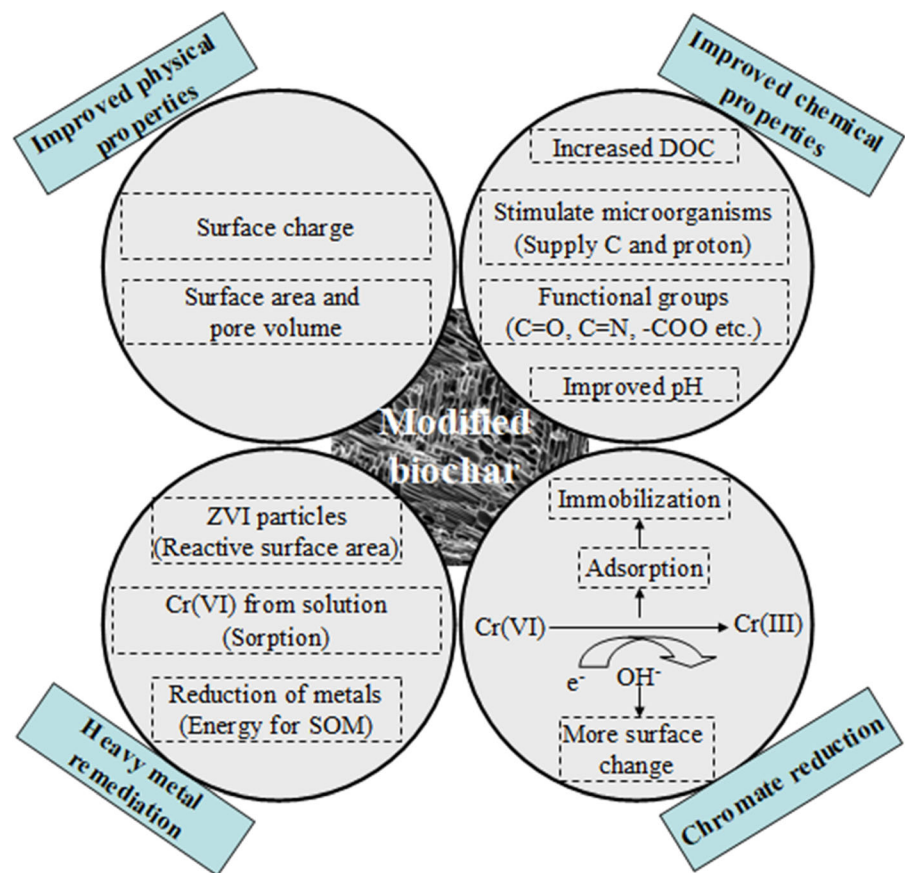 Improved physical
properties
Surface charge
Surface area and
pore volume
Improved chemical
properties
Increased DOC
Stimulate microorganisms
(Supply C and proton)
Functional groups
(C=O, C=N, -COO etc.)
Improved pH
Modified
biochar
ZVI particles
(Reactive surface area)
Cr(VI) from solution
(Sorption)
Reduction of metals
(Energy for SOM)
Heavy metal
remediation
Immobilization
Adsorption
Cr(VI)
Cr(III)
e-
OH-
More surface
change
Chromate reduction